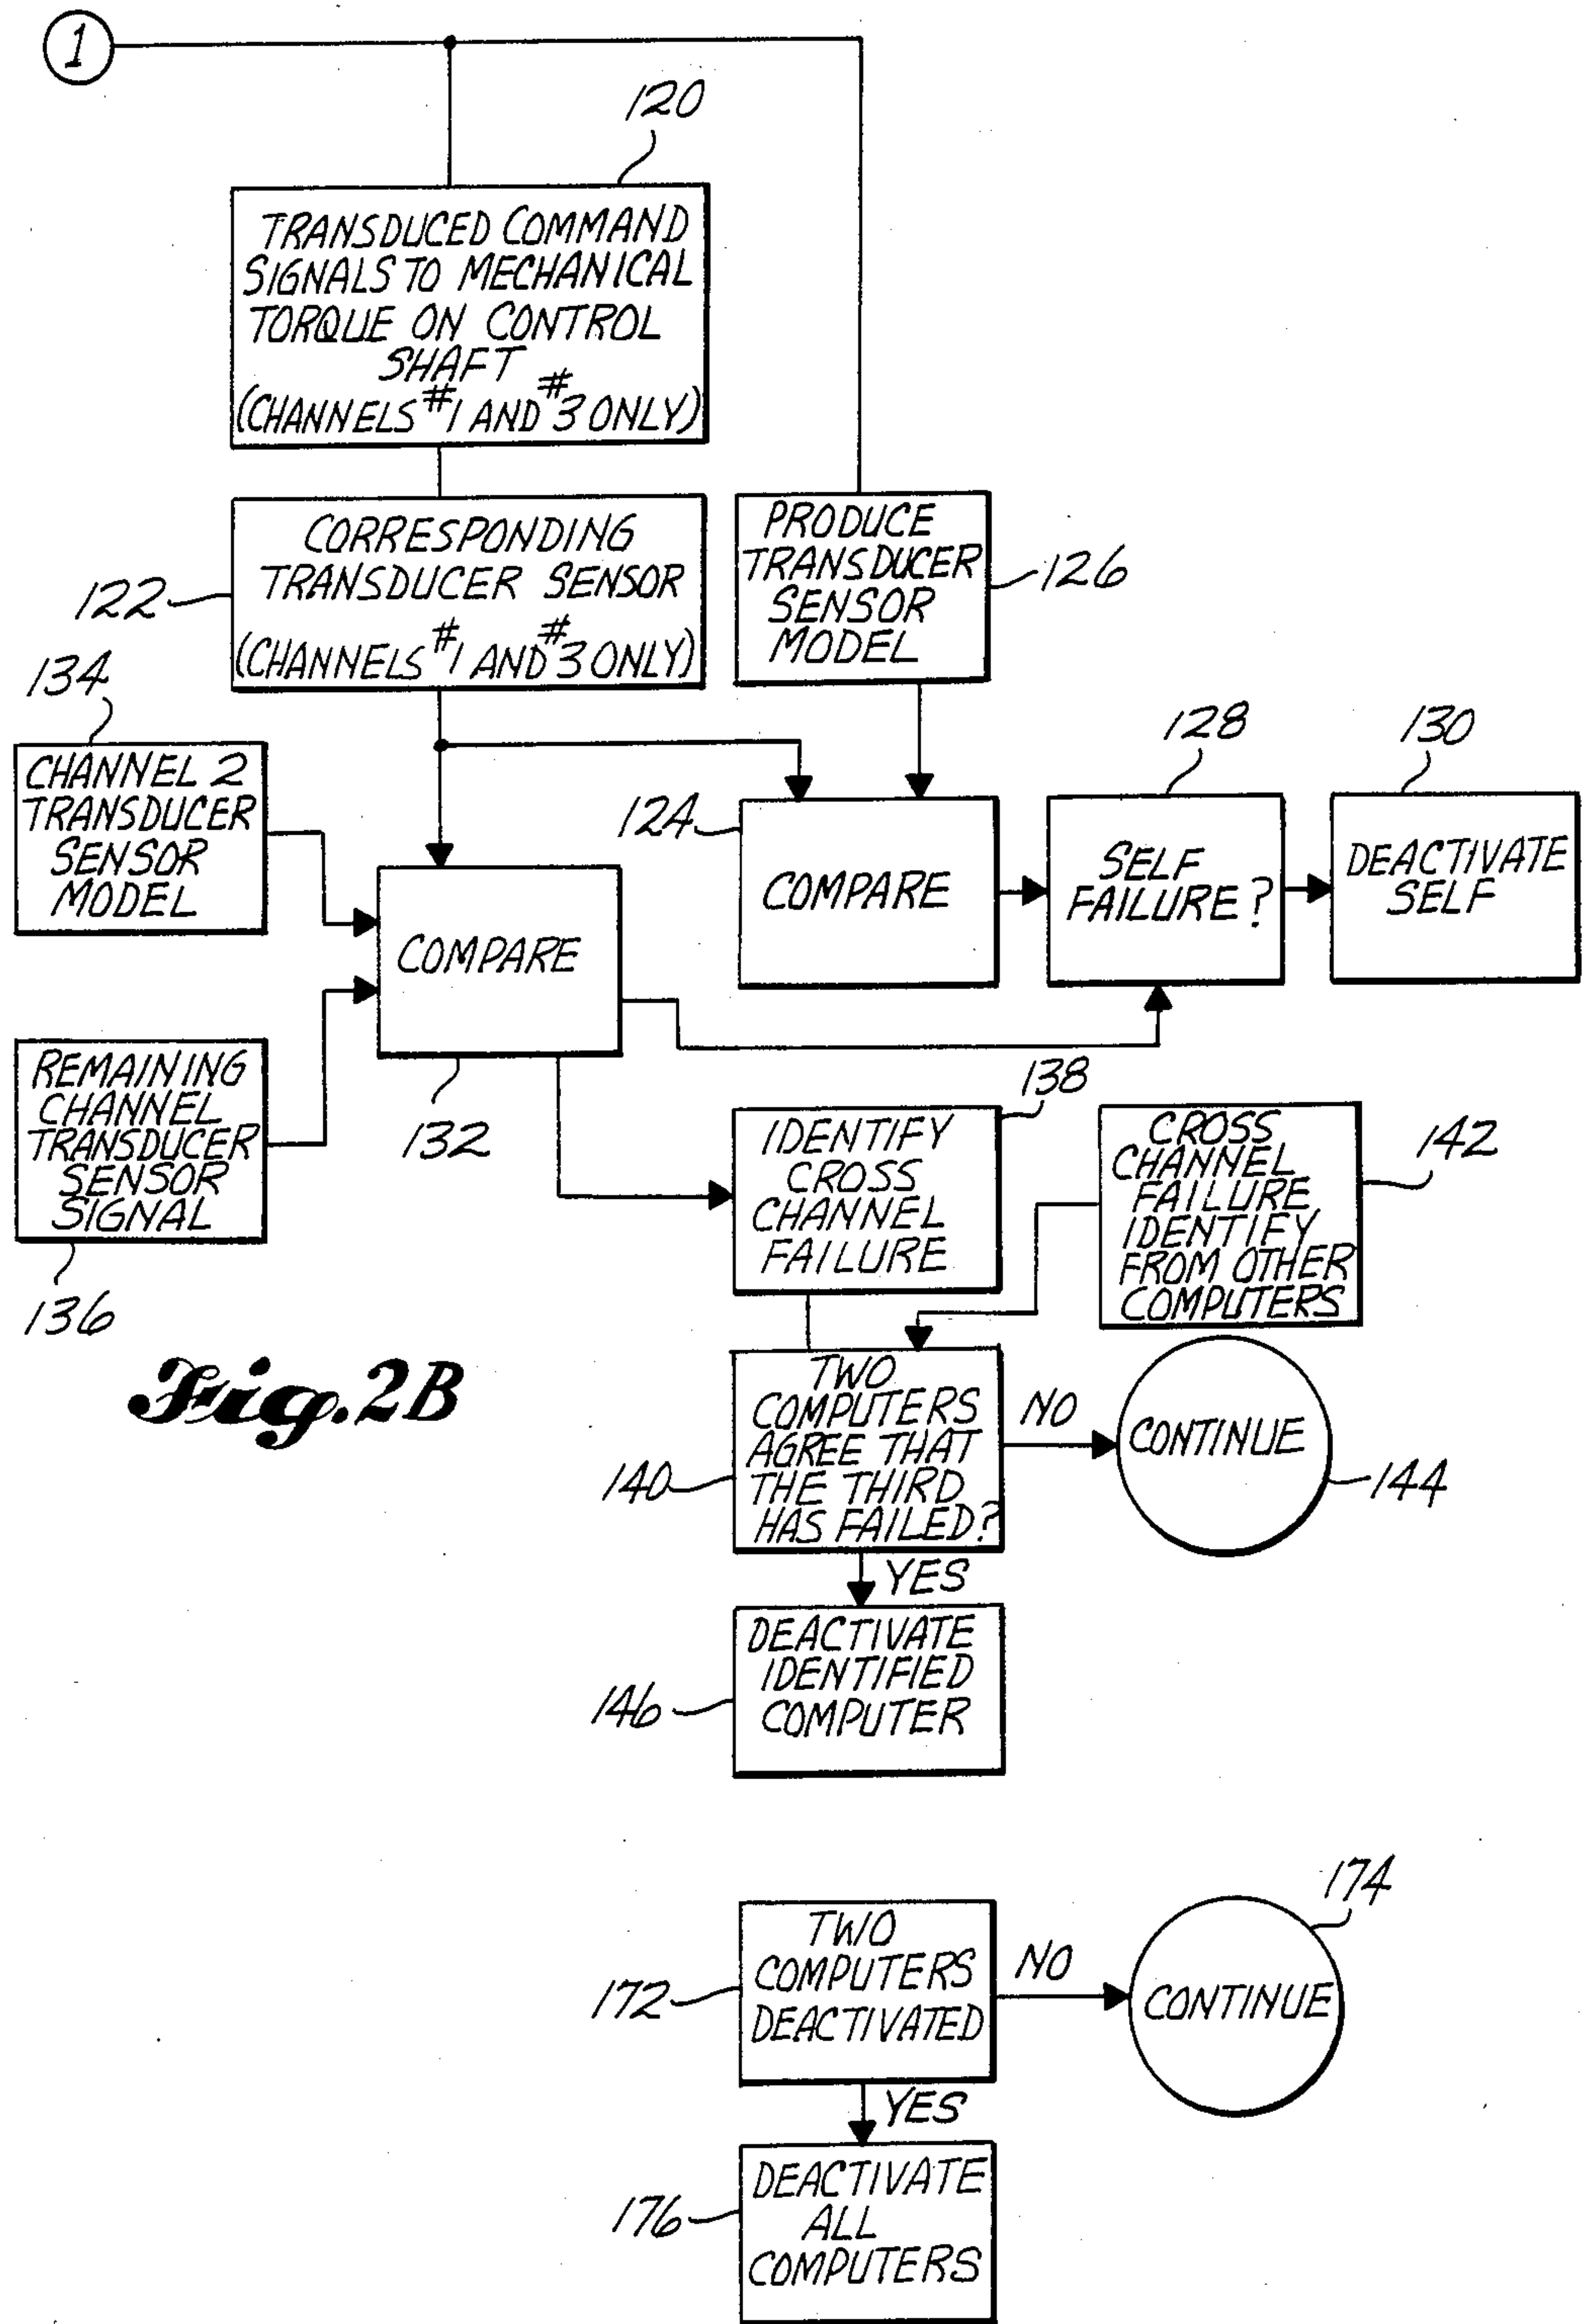 1
120
TRANSDUCED COMMAND
SIGNALS TO MECHANICAL
TORQUE ON CONTROL
SHAFT
(CHANNELS #1 AND #3 ONLY)
CORRESPONDING
TRANSDUCER SENSOR
(CHANNELS #1 AND #3 ONLY)
122
PRODUCE
TRANSDUCER
SENSOR
MODEL
126
134
CHANNEL 2
TRANSDUCER
SENSOR
MODEL
124
COMPARE
128
SELF
FAILURE?
130
DEACTIVATE
SELF
COMPARE
132
REMAINING
CHANNEL
TRANSDUCER
SENSOR
SIGNAL
136
138
IDENTIFY
CROSS
CHANNEL
FAILURE
CROSS
CHANNEL
FAILURE
IDENTIFY
FROM OTHER
COMPUTERS
142
Fig. 2B
TWO
COMPUTERS
AGREE THAT
THE THIRD
HAS FAILED?
140
NO
CONTINUE
144
YES
DEACTIVATE
IDENTIFIED
COMPUTER
146
TWO
COMPUTERS
DEACTIVATED
172
NO
CONTINUE
174
YES
DEACTIVATE
ALL
COMPUTERS
176